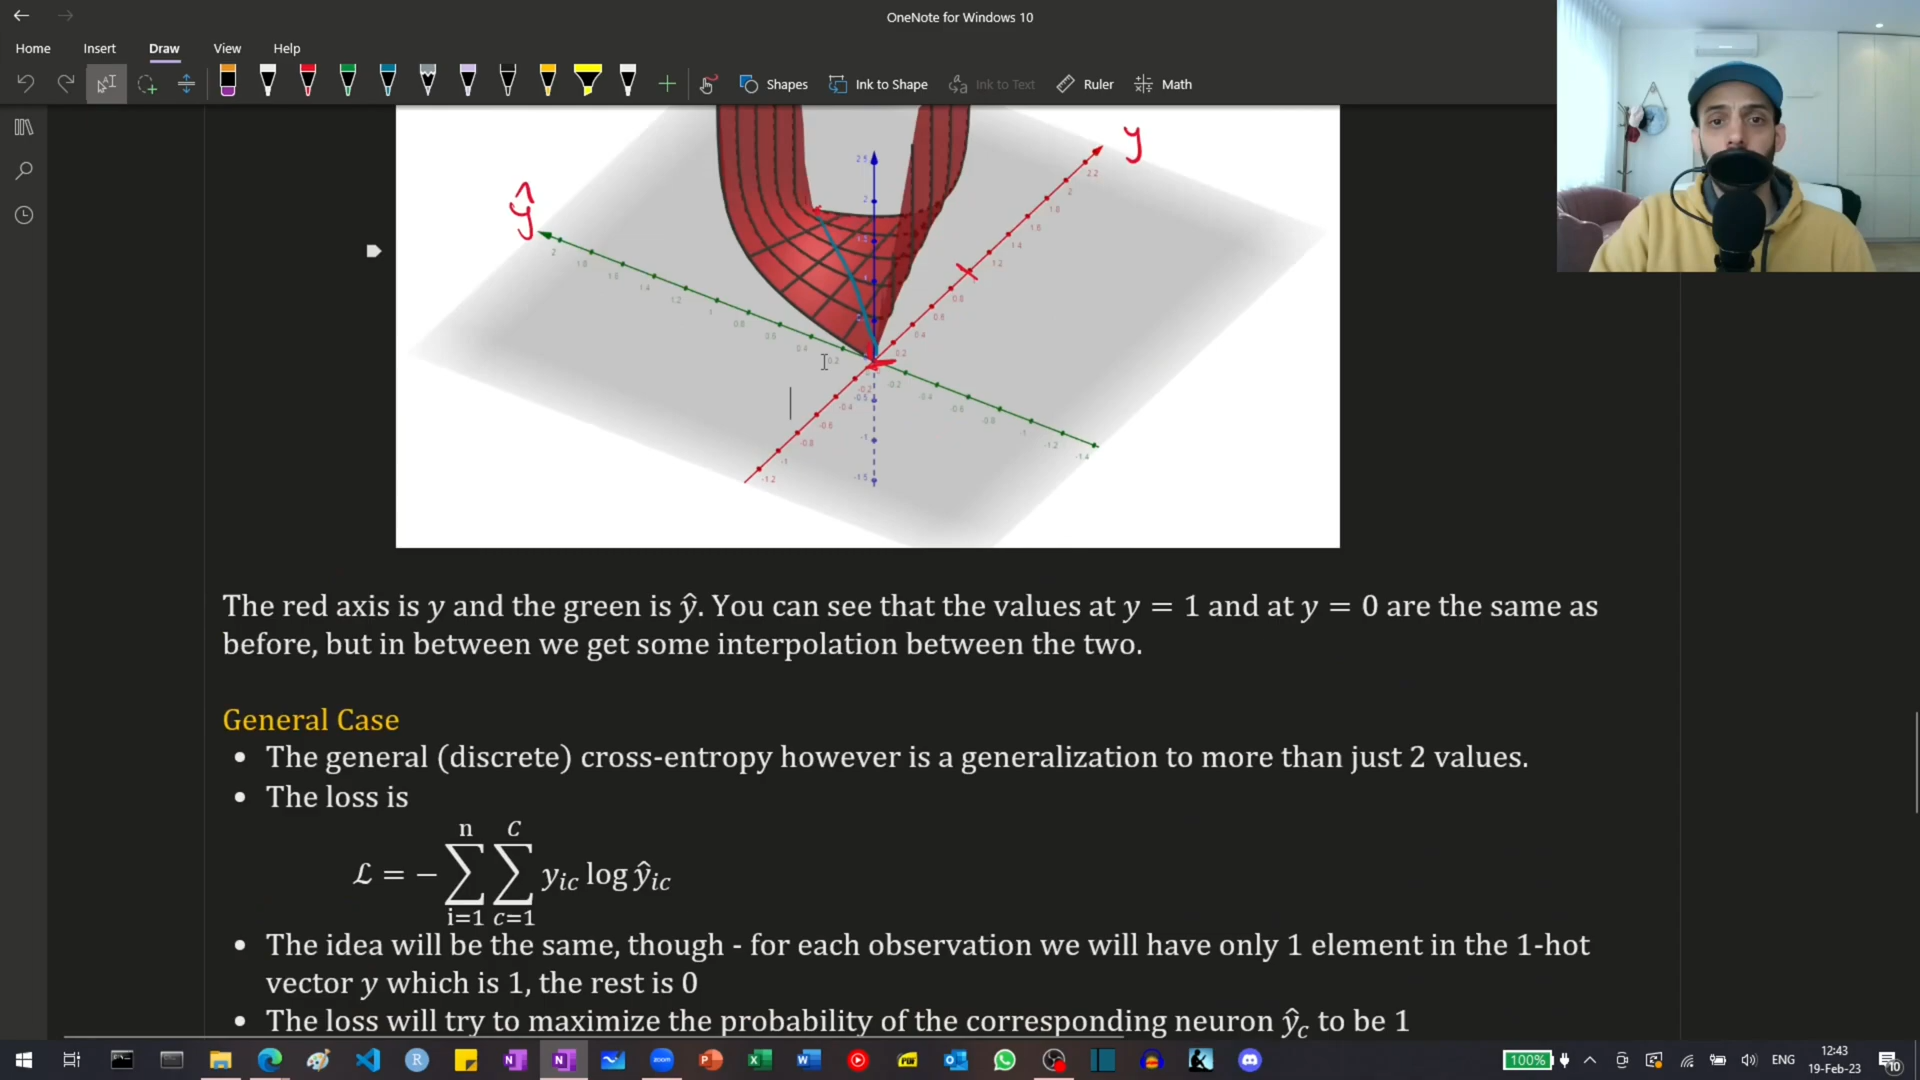 OneNote for Windows 10
Home Insert Draw View Help
Shapes Ink to Shape Ink to Text Ruler Math
y
ŷ
The red axis is y and the green is ŷ. You can see that the values at y = 1 and at y = 0 are the same as
before, but in between we get some interpolation between the two.
General Case
• The general (discrete) cross-entropy however is a generalization to more than just 2 values.
• The loss is
ℒ = − ∑_{i=1}^{n} ∑_{c=1}^{C} y_{ic} log ŷ_{ic}
• The idea will be the same, though - for each observation we will have only 1 element in the 1-hot
vector y which is 1, the rest is 0
• The loss will try to maximize the probability of the corresponding neuron ŷ_c to be 1
100% ENG 12:43
19-Feb-23